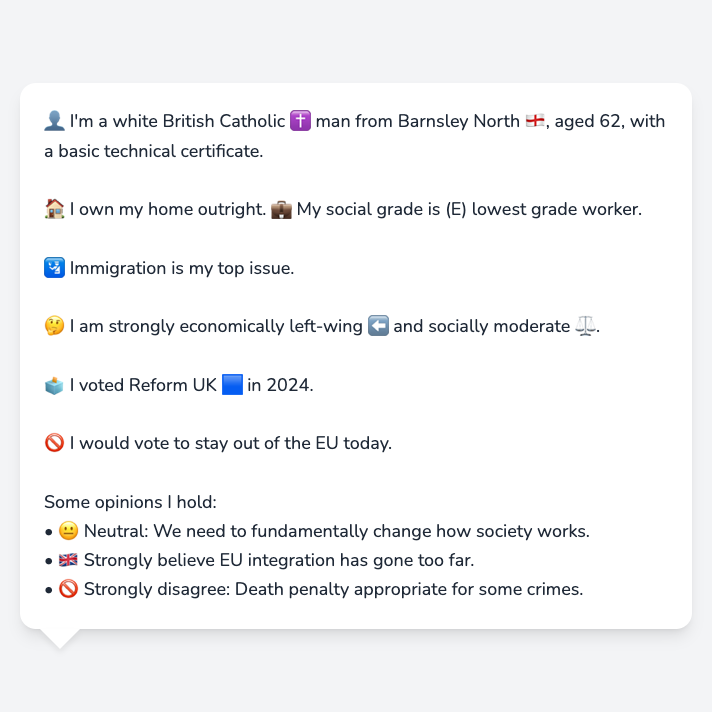 👤 I'm a white British Catholic ✝️ man from Barnsley North 🏴󠁧󠁢󠁥󠁮󠁧󠁿, aged 62, with
a basic technical certificate.
🏠 I own my home outright. 💼 My social grade is (E) lowest grade worker.
🛂 Immigration is my top issue.
🤔 I am strongly economically left-wing ⬅️ and socially moderate ⚖️.
🗳️ I voted Reform UK 🟦 in 2024.
🚫 I would vote to stay out of the EU today.
Some opinions I hold:
• 😐 Neutral: We need to fundamentally change how society works.
• 🇬🇧 Strongly believe EU integration has gone too far.
• 🚫 Strongly disagree: Death penalty appropriate for some crimes.